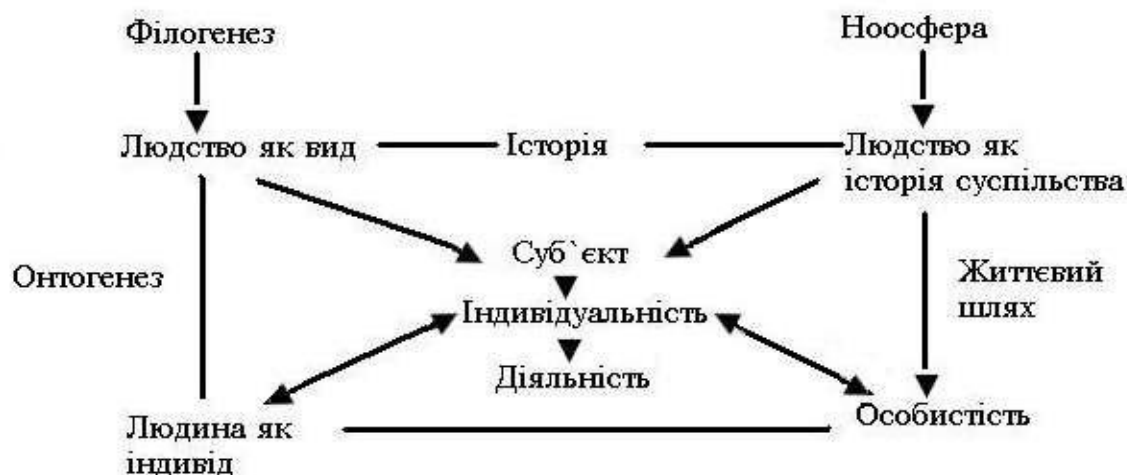 Філогенез
Ноосфера
Людство як вид
Історія
Людство як
історія суспільства
Суб`єкт
Онтогенез
Життєвий
шлях
Індивідуальність
Діяльність
Особистість
Людина як
індивід